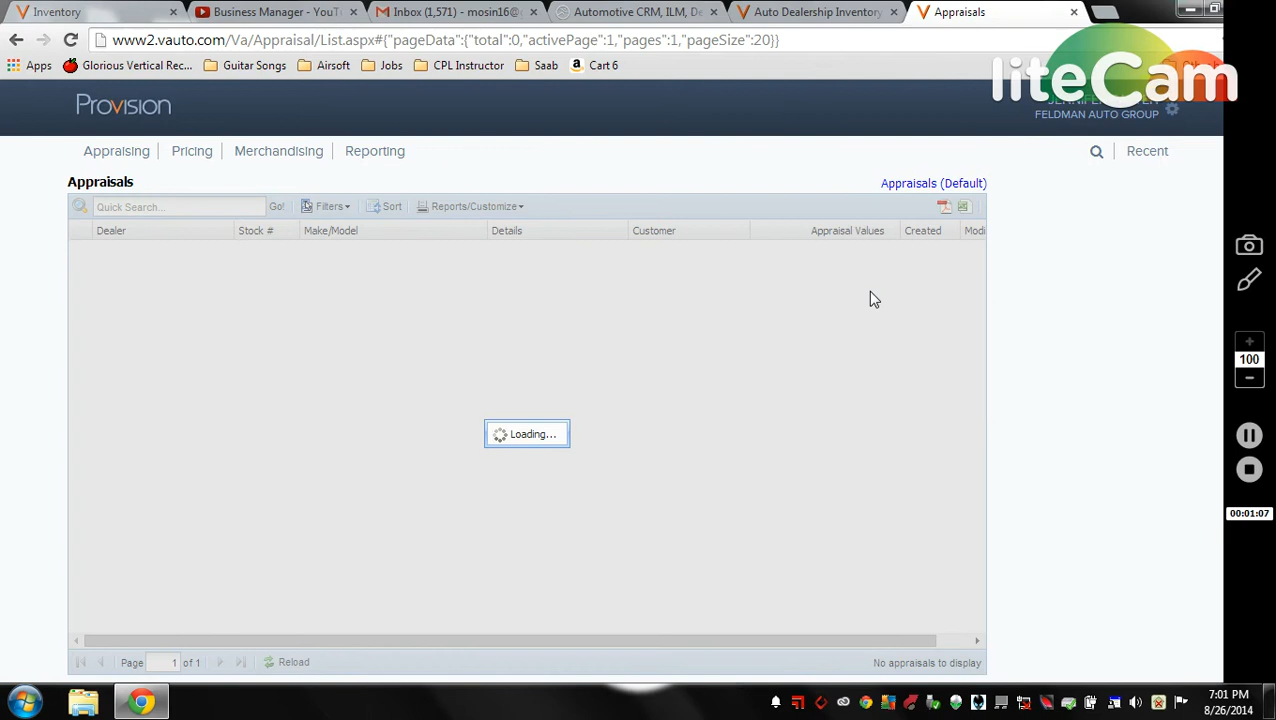 Inventory
Business Manager - YouT
Inbox (1,571) - mosin16@
Automotive CRM, ILM, De
Auto Dealership Inventory
Appraisals
www2.vauto.com/Va/Appraisal/List.aspx#{"pageData":{"total":0,"activePage":1,"pages":1,"pageSize":20}}
Apps
Glorious Vertical Rec...
Guitar Songs
Airsoft
Jobs
CPL Instructor
Saab
Cart 6
liteCam
Provision
FELDMAN AUTO GROUP
Appraising
Pricing
Merchandising
Reporting
Recent
Appraisals
Appraisals (Default)
Quick Search...
Go!
Filters
Sort
Reports/Customize
Dealer
Stock #
Make/Model
Details
Customer
Appraisal Values
Created
Modi
Loading...
100
00:01:07
Page 1 of 1
Reload
No appraisals to display
7:01 PM
8/26/2014